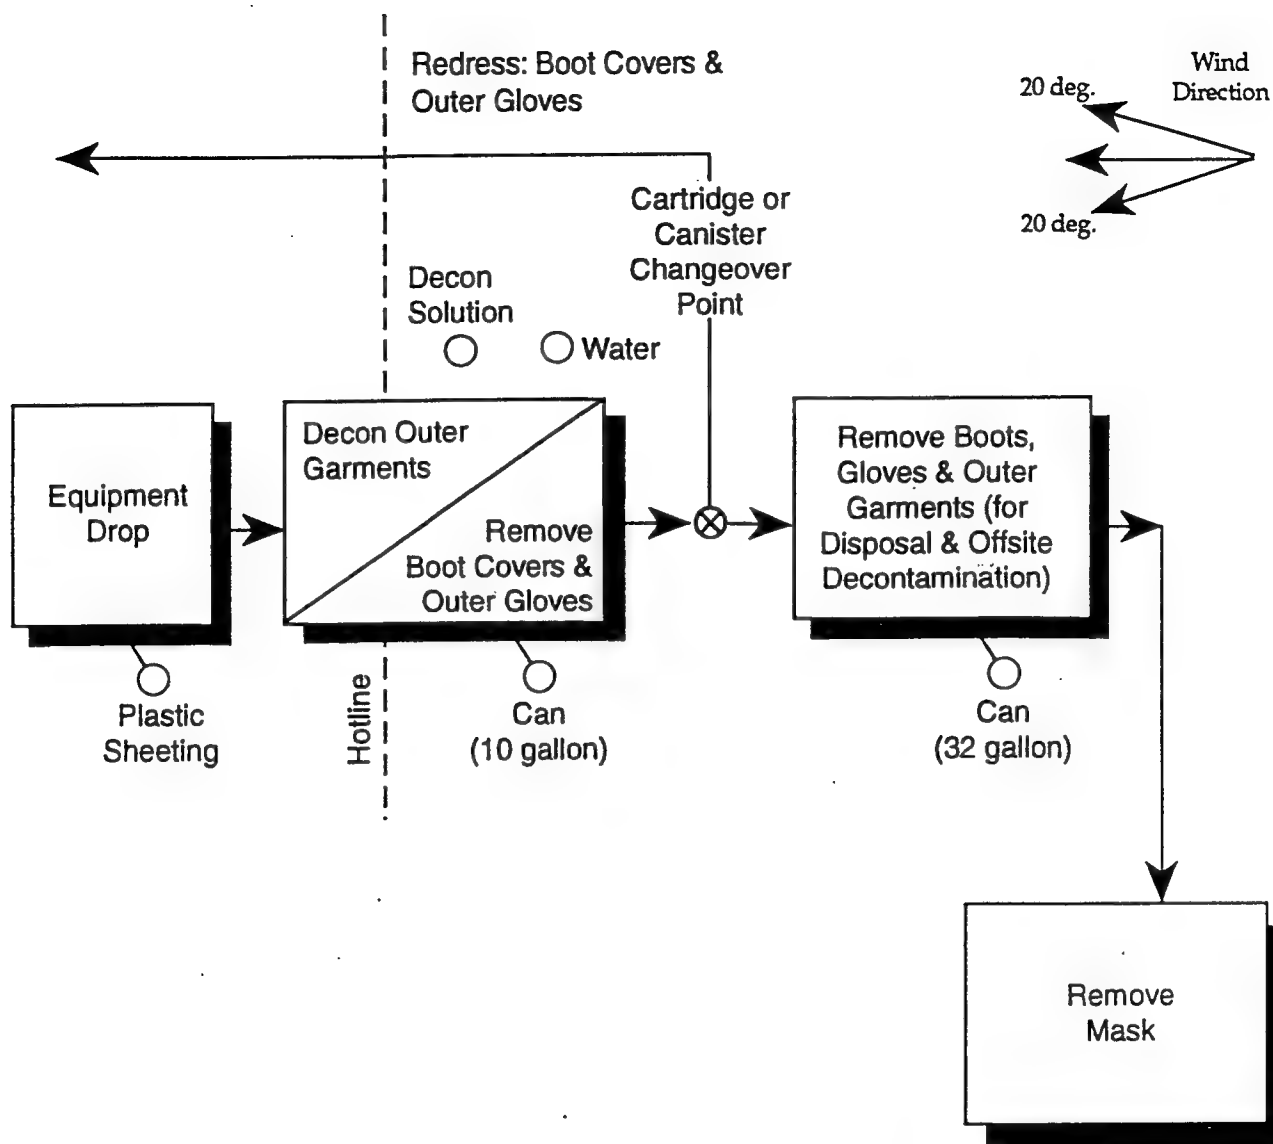 Redress: Boot Covers &
Outer Gloves
Wind
Direction
20 deg.
20 deg.
Cartridge or
Canister
Changeover
Point
Decon
Solution
Water
Equipment
Drop
Decon Outer
Garments
Remove
Boot Covers &
Outer Gloves
Remove Boots,
Gloves & Outer
Garments (for
Disposal & Offsite
Decontamination)
Plastic
Sheeting
Hotline
Can
(10 gallon)
Can
(32 gallon)
Remove
Mask